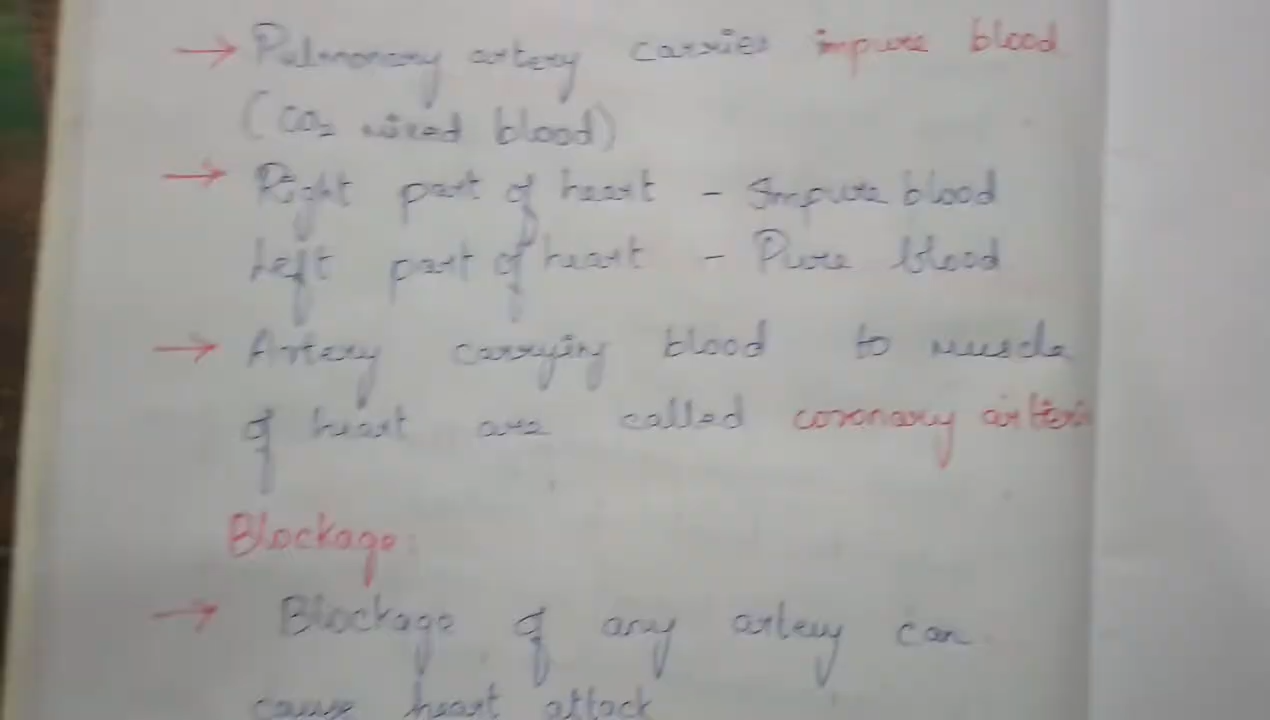 → Pulmonary artery carries impure blood
(CO₂ mixed blood)
→ Right part of heart - Impure blood
Left part of heart - Pure blood
→ Artery carrying blood to muscle
of heart are called coronary arteries
Blockage:
→ Blockage of any artery can
cause heart attack